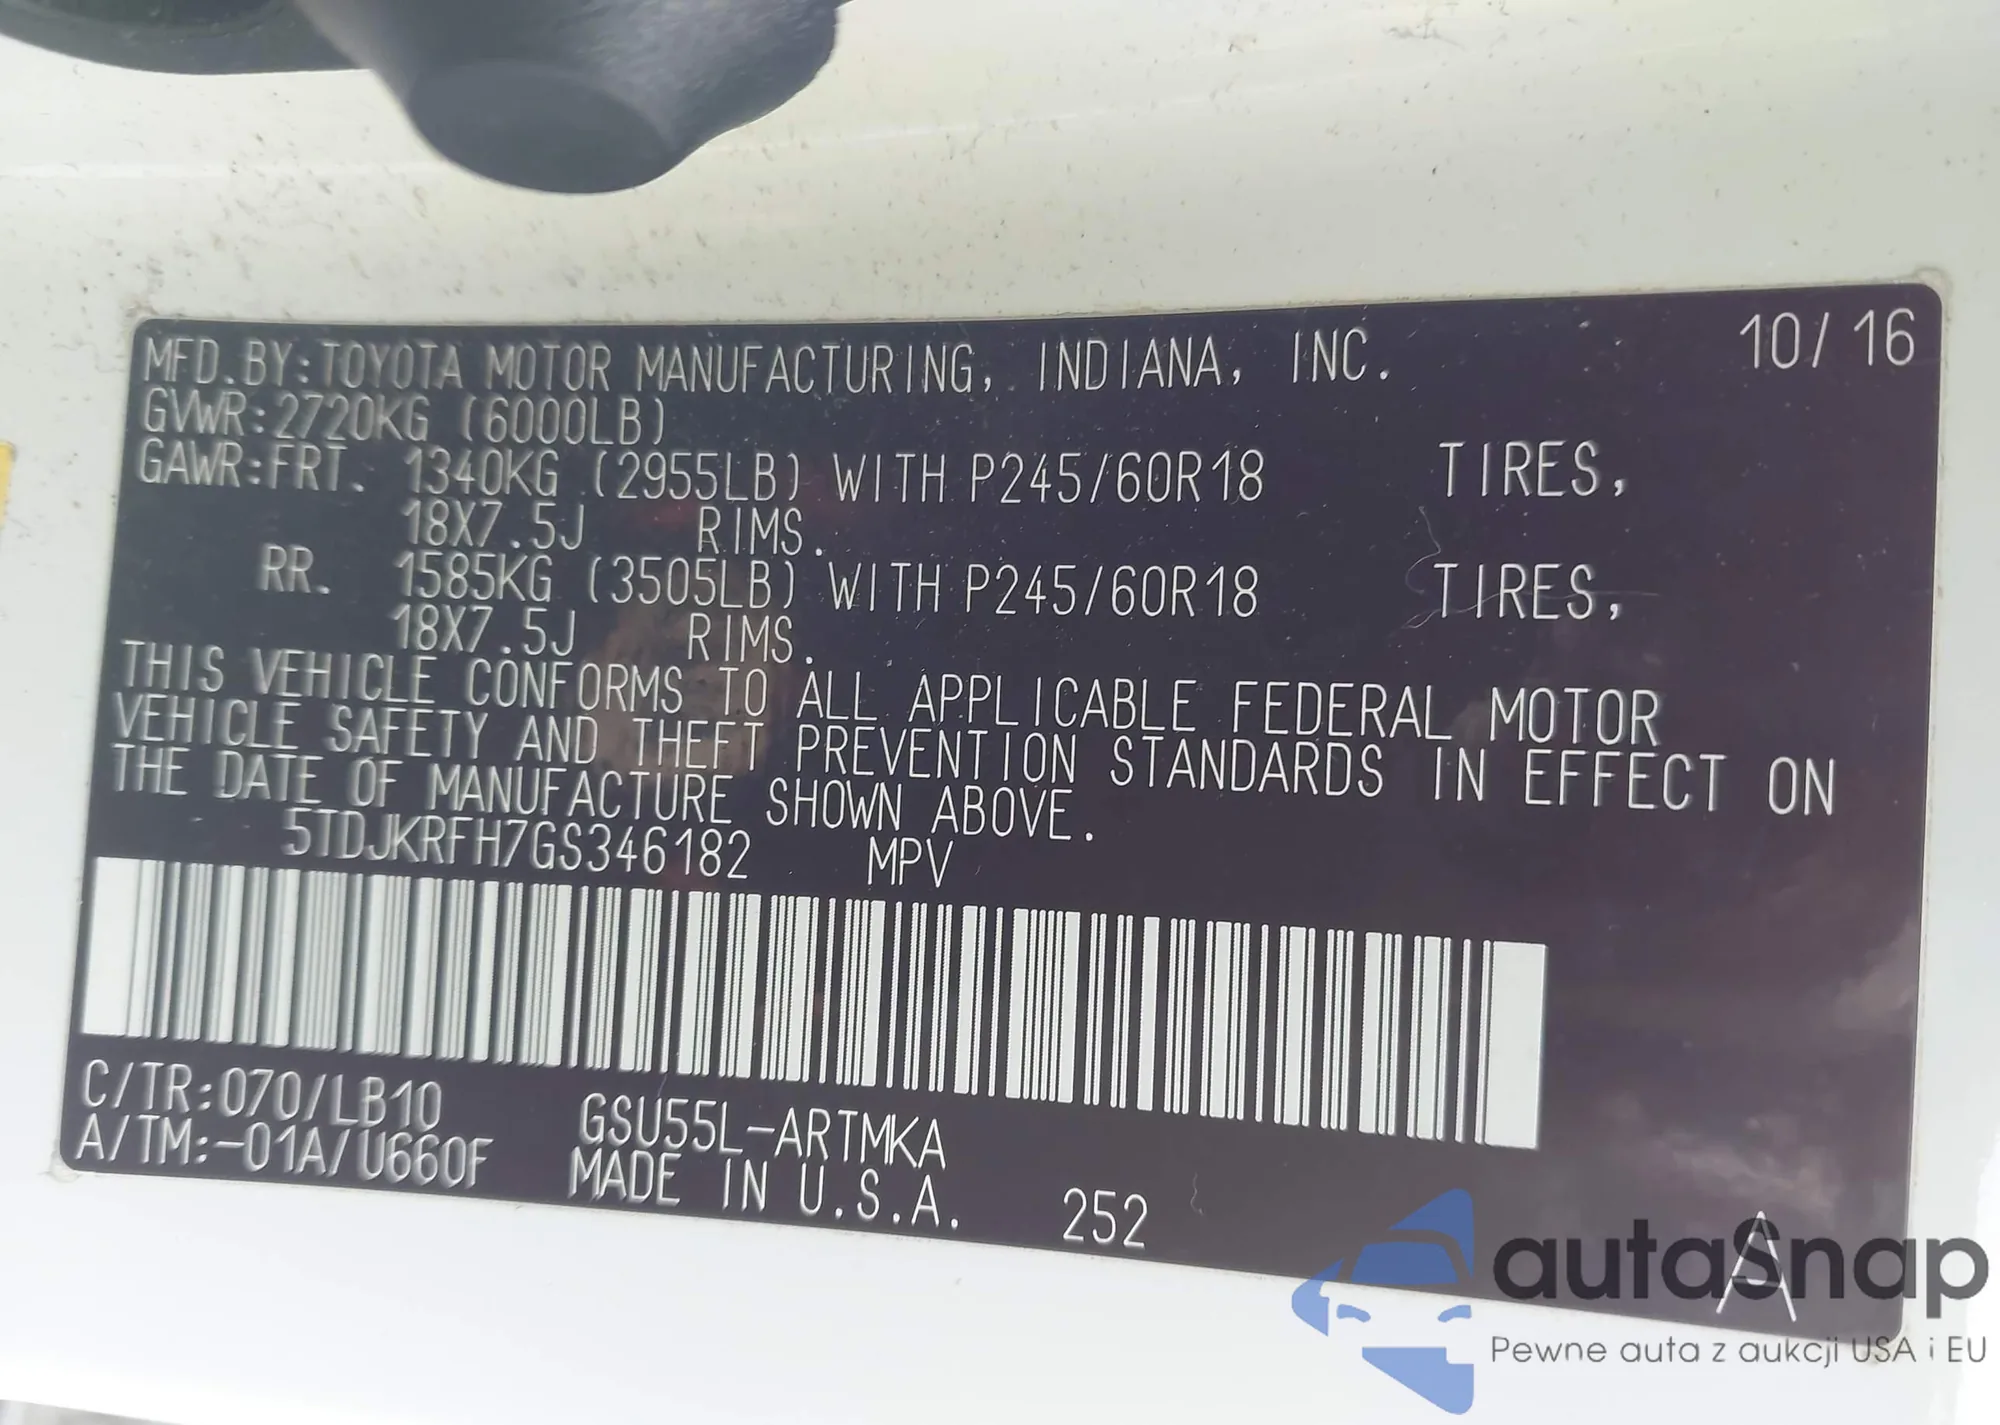 MFD.BY:TOYOTA MOTOR MANUFACTURING, INDIANA, INC. 10/16
GVWR:2720KG (6000LB)
GAWR:FRT. 1340KG (2955LB) WITH P245/60R18 TIRES,
18X7.5J RIMS.
RR. 1585KG (3505LB) WITH P245/60R18 TIRES,
18X7.5J RIMS.
THIS VEHICLE CONFORMS TO ALL APPLICABLE FEDERAL MOTOR
VEHICLE SAFETY AND THEFT PREVENTION STANDARDS IN EFFECT ON
THE DATE OF MANUFACTURE SHOWN ABOVE.
5TDJKRFH7GS346182 MPV
C/TR:070/LB10 GSU55L-ARTMKA
A/TM:-01A/U660F MADE IN U.S.A. 252 A
autoSnap
Pewne auta z aukcji USA i EU